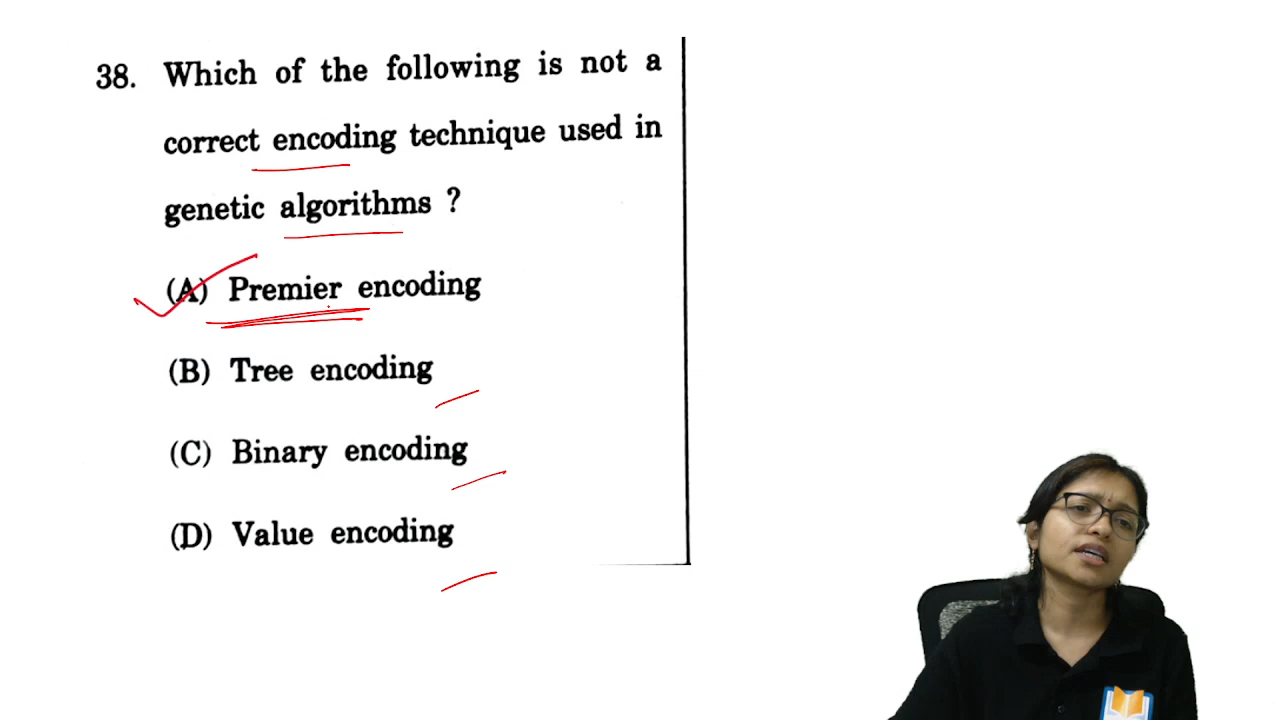 38. Which of the following is not a
correct encoding technique used in
genetic algorithms ?
(A) Premier encoding
(B) Tree encoding
(C) Binary encoding
(D) Value encoding